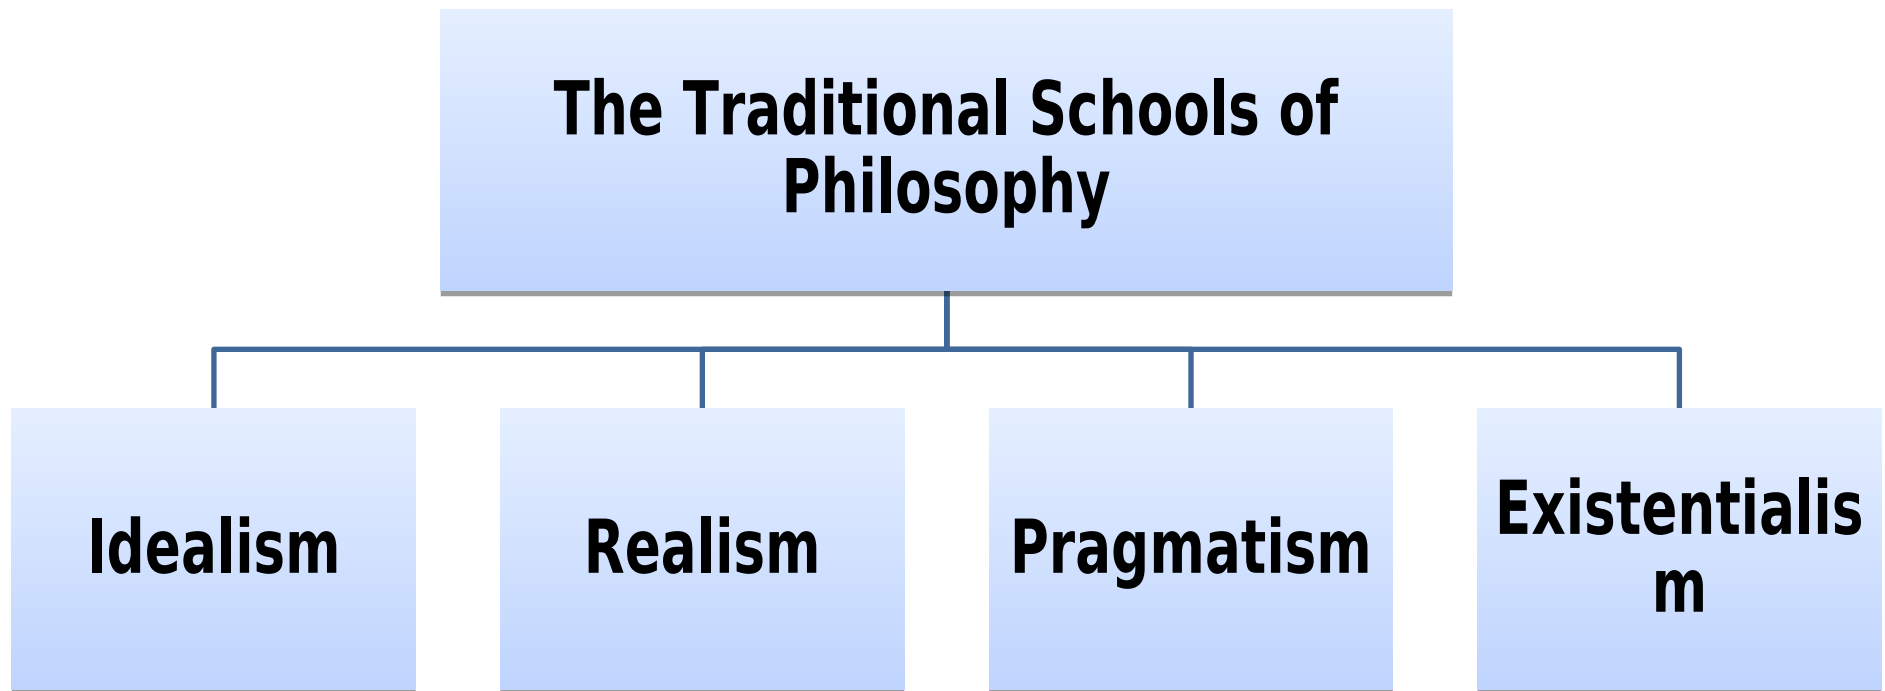 The Traditional Schools of
Philosophy
Idealism
Realism
Pragmatism
Existentialis
m